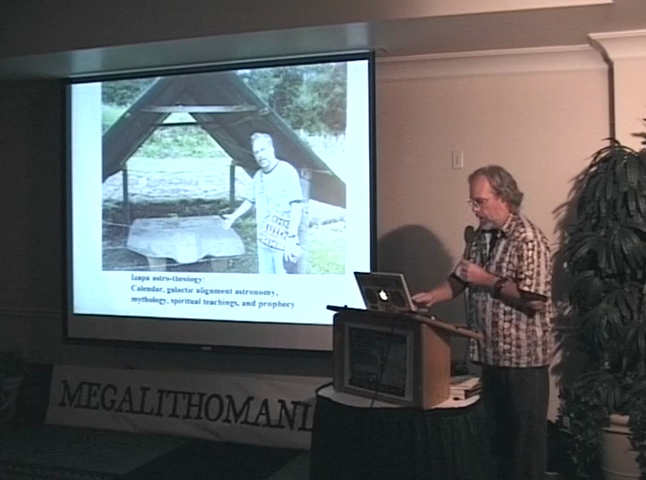 Izapa astro-theology:
Calendar, galactic alignment astronomy,
mythology, spiritual teachings, and prophecy
MEGALITHOMANI